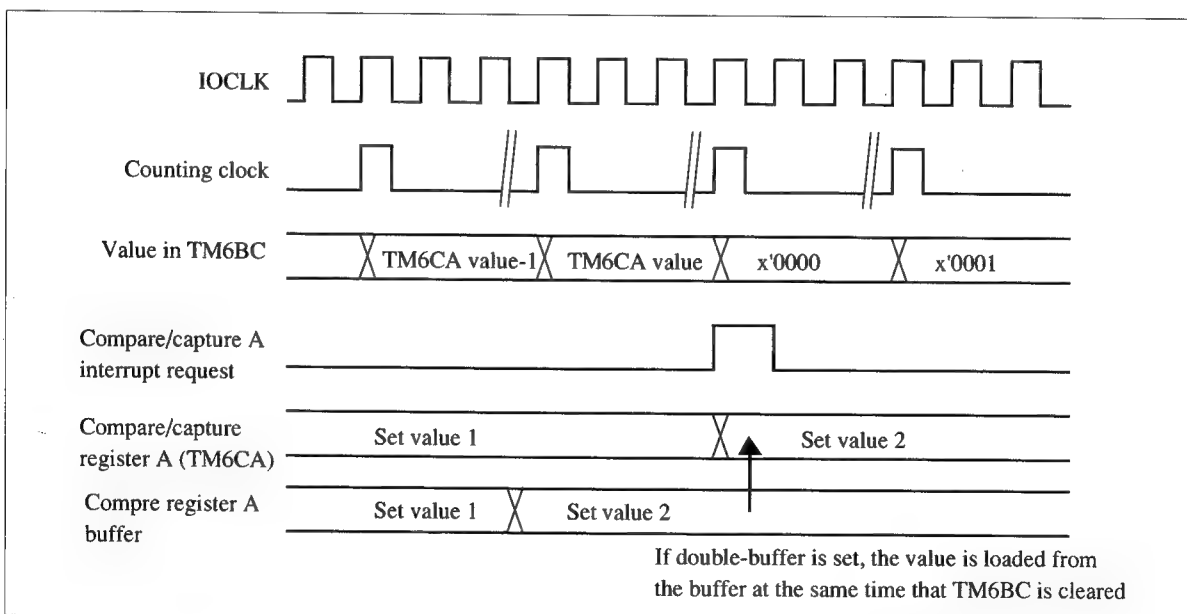 IOCLK
Counting clock
Value in TM6BC
TM6CA value-1
TM6CA value
x'0000
x'0001
Compare/capture A
interrupt request
Compare/capture
register A (TM6CA)
Set value 1
Set value 2
Compre register A
buffer
Set value 1
Set value 2
If double-buffer is set, the value is loaded from
the buffer at the same time that TM6BC is cleared